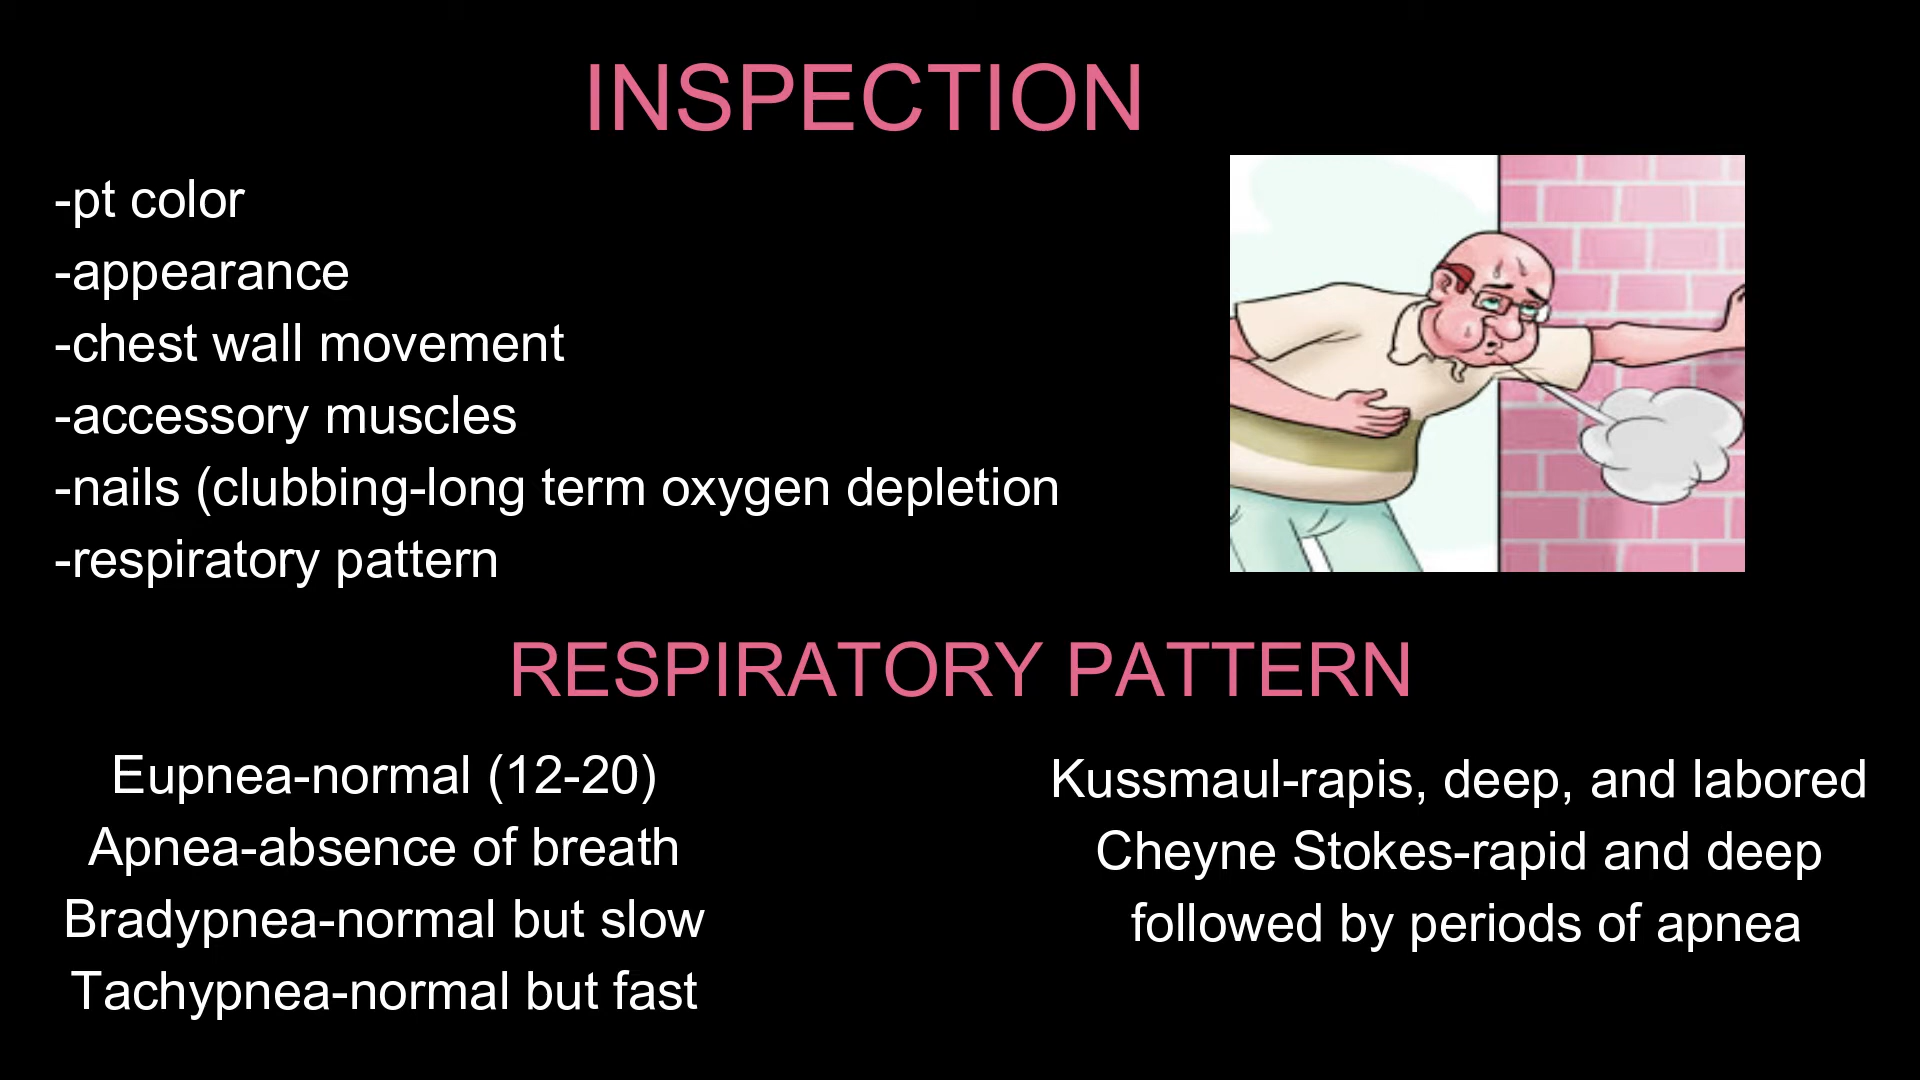 INSPECTION
-pt color
-appearance
-chest wall movement
-accessory muscles
-nails (clubbing-long term oxygen depletion
-respiratory pattern
RESPIRATORY PATTERN
Eupnea-normal (12-20)
Apnea-absence of breath
Bradypnea-normal but slow
Tachypnea-normal but fast
Kussmaul-rapis, deep, and labored
Cheyne Stokes-rapid and deep
followed by periods of apnea